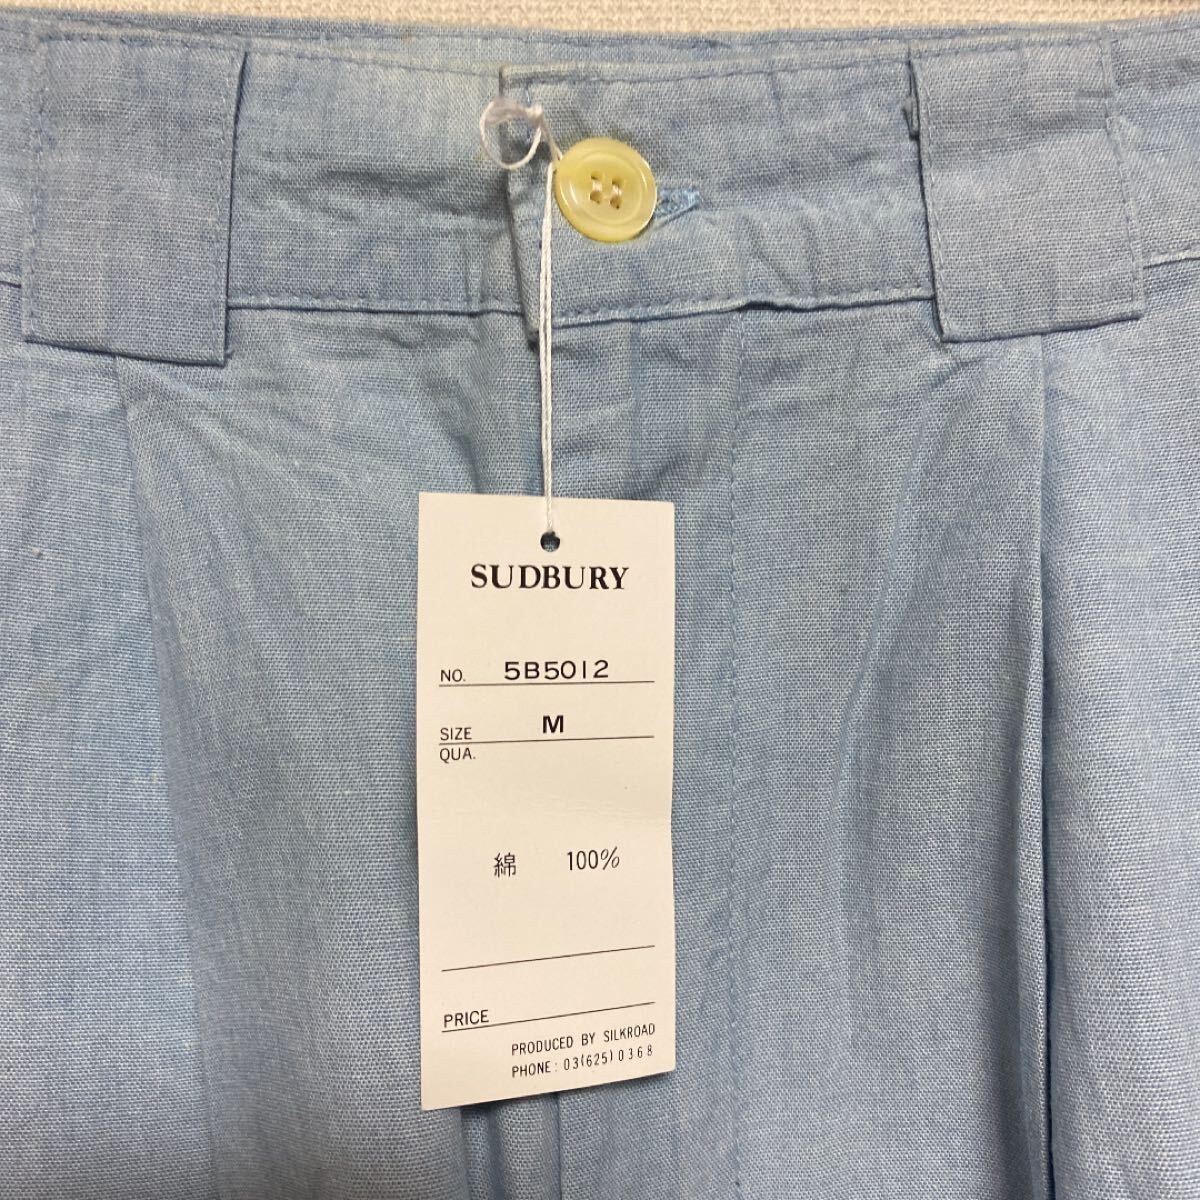 SUDBURY
NO. 5B5012
SIZE M
QUA.
綿 100%
PRICE
PRODUCED BY SILKROAD
PHONE: 03(625)0368